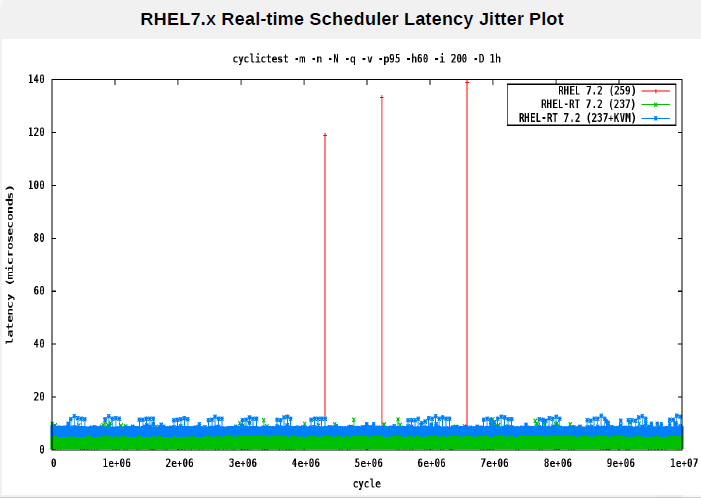 RHEL7.x Real-time Scheduler Latency Jitter Plot
cyclictest -m -n -N -q -v -p95 -h60 -i 200 -D 1h
RHEL 7.2 (259)
RHEL-RT 7.2 (237)
RHEL-RT 7.2 (237+KVM)
latency (microseconds)
140
120
100
80
60
40
20
0
0 1e+06 2e+06 3e+06 4e+06 5e+06 6e+06 7e+06 8e+06 9e+06 1e+07
cycle